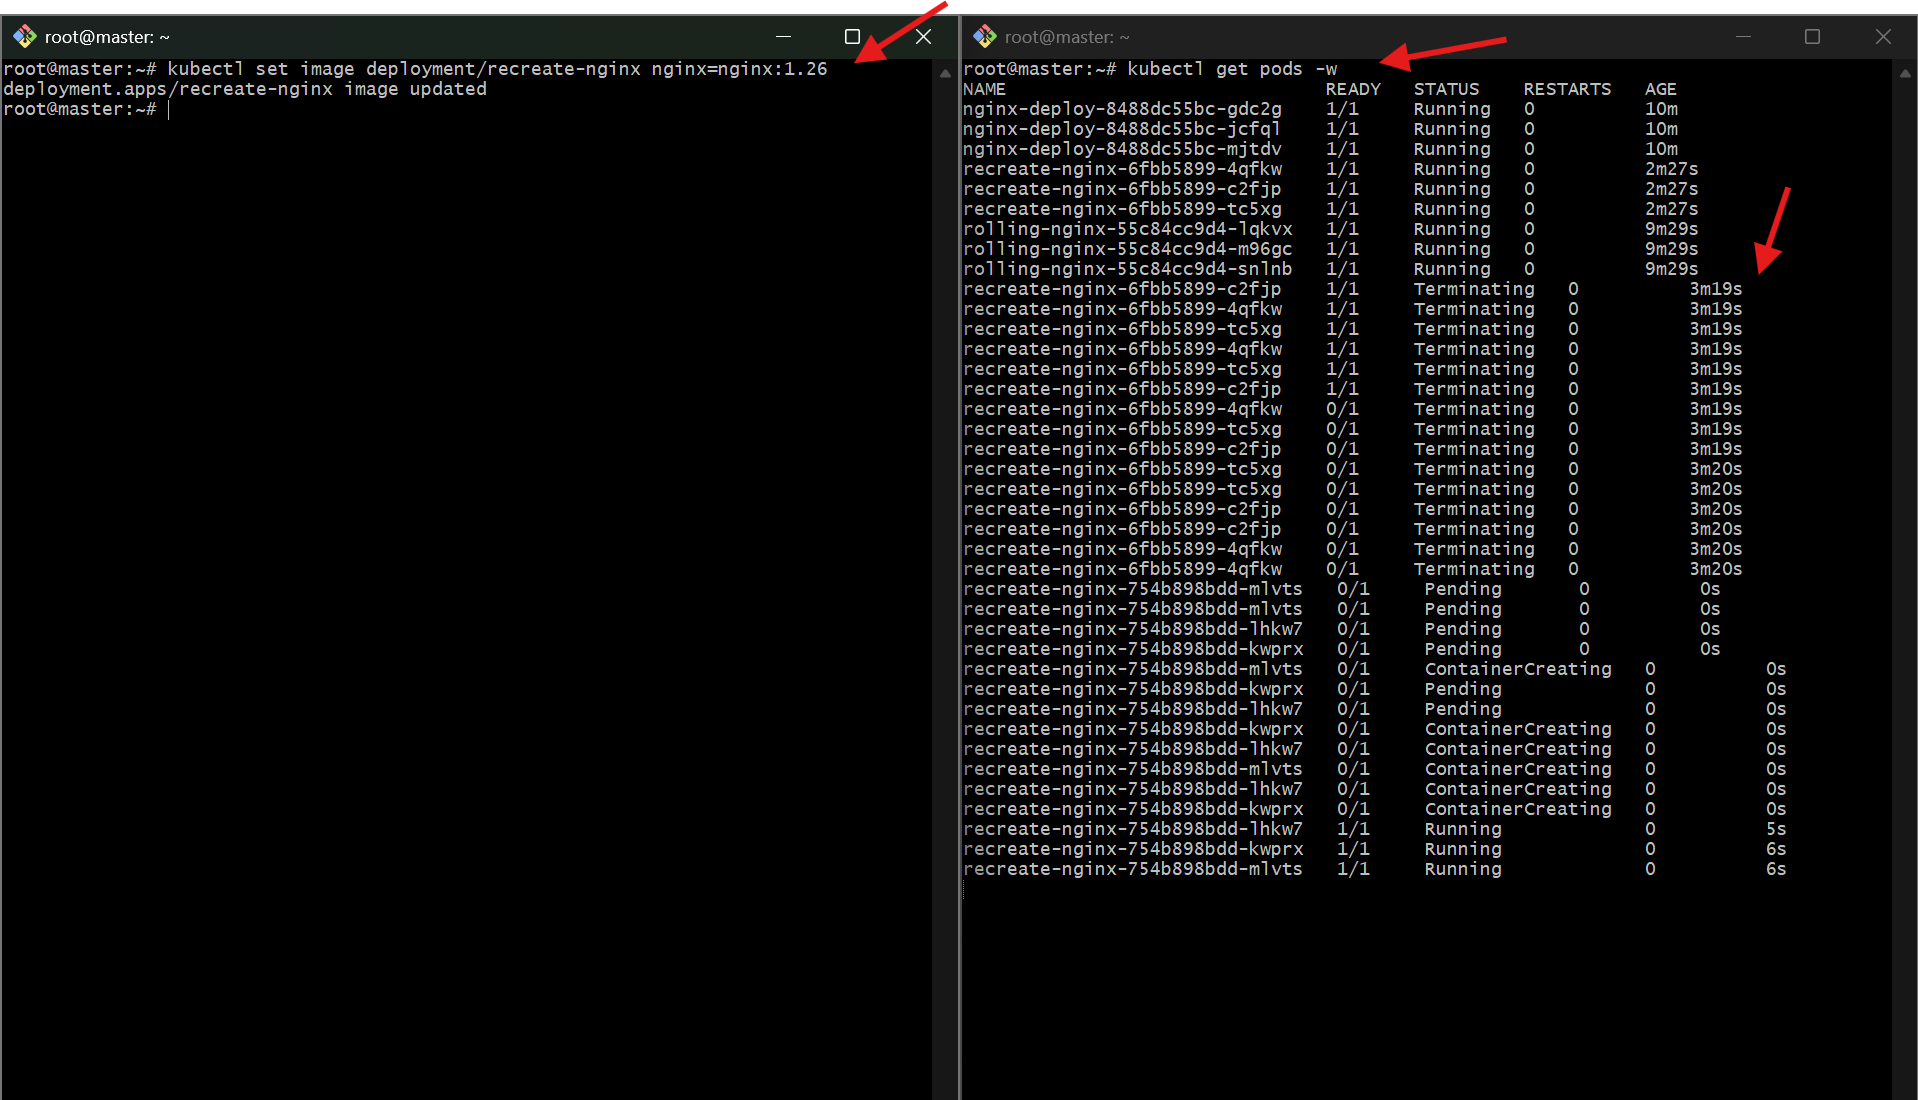 root@master: ~
root@master:~# kubectl set image deployment/recreate-nginx nginx=nginx:1.26
deployment.apps/recreate-nginx image updated
root@master:~#
root@master: ~
root@master:~# kubectl get pods -w
NAME READY STATUS RESTARTS AGE
nginx-deploy-8488dc55bc-gdc2g 1/1 Running 0 10m
nginx-deploy-8488dc55bc-jcfql 1/1 Running 0 10m
nginx-deploy-8488dc55bc-mjtdv 1/1 Running 0 10m
recreate-nginx-6fbb5899-4qfkw 1/1 Running 0 2m27s
recreate-nginx-6fbb5899-c2fjp 1/1 Running 0 2m27s
recreate-nginx-6fbb5899-tc5xg 1/1 Running 0 2m27s
rolling-nginx-55c84cc9d4-lqkvx 1/1 Running 0 9m29s
rolling-nginx-55c84cc9d4-m96gc 1/1 Running 0 9m29s
rolling-nginx-55c84cc9d4-snlnb 1/1 Running 0 9m29s
recreate-nginx-6fbb5899-c2fjp 1/1 Terminating 0 3m19s
recreate-nginx-6fbb5899-4qfkw 1/1 Terminating 0 3m19s
recreate-nginx-6fbb5899-tc5xg 1/1 Terminating 0 3m19s
recreate-nginx-6fbb5899-4qfkw 1/1 Terminating 0 3m19s
recreate-nginx-6fbb5899-tc5xg 1/1 Terminating 0 3m19s
recreate-nginx-6fbb5899-c2fjp 1/1 Terminating 0 3m19s
recreate-nginx-6fbb5899-4qfkw 0/1 Terminating 0 3m19s
recreate-nginx-6fbb5899-tc5xg 0/1 Terminating 0 3m19s
recreate-nginx-6fbb5899-c2fjp 0/1 Terminating 0 3m19s
recreate-nginx-6fbb5899-tc5xg 0/1 Terminating 0 3m20s
recreate-nginx-6fbb5899-tc5xg 0/1 Terminating 0 3m20s
recreate-nginx-6fbb5899-c2fjp 0/1 Terminating 0 3m20s
recreate-nginx-6fbb5899-c2fjp 0/1 Terminating 0 3m20s
recreate-nginx-6fbb5899-4qfkw 0/1 Terminating 0 3m20s
recreate-nginx-6fbb5899-4qfkw 0/1 Terminating 0 3m20s
recreate-nginx-754b898bdd-mlvts 0/1 Pending 0 0s
recreate-nginx-754b898bdd-mlvts 0/1 Pending 0 0s
recreate-nginx-754b898bdd-lhkw7 0/1 Pending 0 0s
recreate-nginx-754b898bdd-kwprx 0/1 Pending 0 0s
recreate-nginx-754b898bdd-mlvts 0/1 ContainerCreating 0 0s
recreate-nginx-754b898bdd-kwprx 0/1 Pending 0 0s
recreate-nginx-754b898bdd-lhkw7 0/1 Pending 0 0s
recreate-nginx-754b898bdd-kwprx 0/1 ContainerCreating 0 0s
recreate-nginx-754b898bdd-lhkw7 0/1 ContainerCreating 0 0s
recreate-nginx-754b898bdd-mlvts 0/1 ContainerCreating 0 0s
recreate-nginx-754b898bdd-lhkw7 0/1 ContainerCreating 0 0s
recreate-nginx-754b898bdd-kwprx 0/1 ContainerCreating 0 0s
recreate-nginx-754b898bdd-lhkw7 1/1 Running 0 5s
recreate-nginx-754b898bdd-kwprx 1/1 Running 0 6s
recreate-nginx-754b898bdd-mlvts 1/1 Running 0 6s